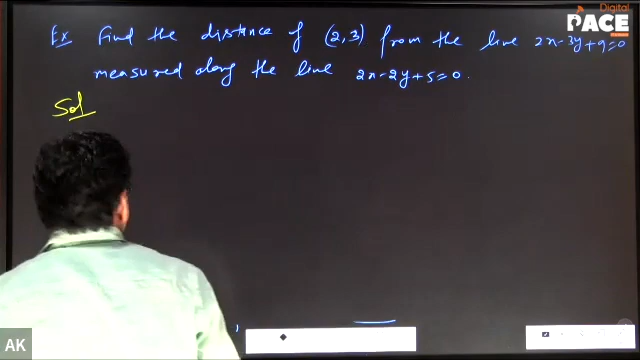 Digital
PACE
Ex Find the distance of (2,3) from the line 2x-3y+9=0
measured along the line 2x-2y+5=0.
Sol
AK